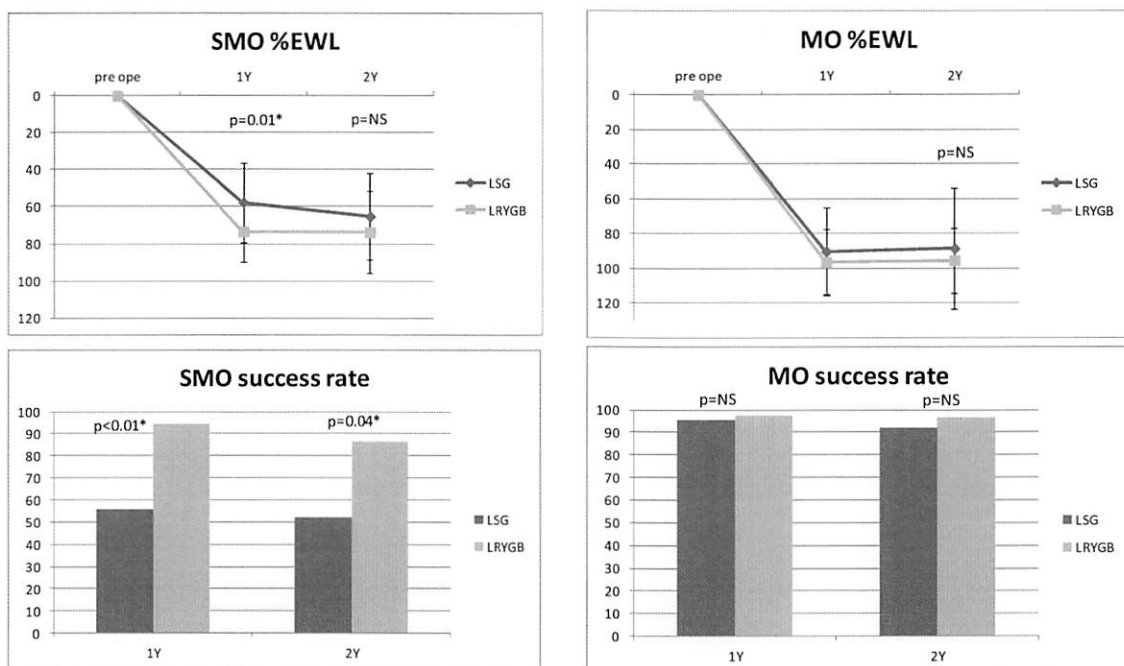 SMO %EWL
pre ope 1Y 2Y
0
20
40
60
80
100
120
p=0.01* p=NS
LSG
LRYGB
MO %EWL
pre ope 1Y 2Y
0
20
40
60
80
100
120
p=NS
LSG
LRYGB
SMO success rate
100
90
80
70
60
50
40
30
20
10
0
p<0.01* p=0.04*
LSG
LRYGB
1Y 2Y
MO success rate
p=NS p=NS
100
90
80
70
60
50
40
30
20
10
0
LSG
LRYGB
1Y 2Y